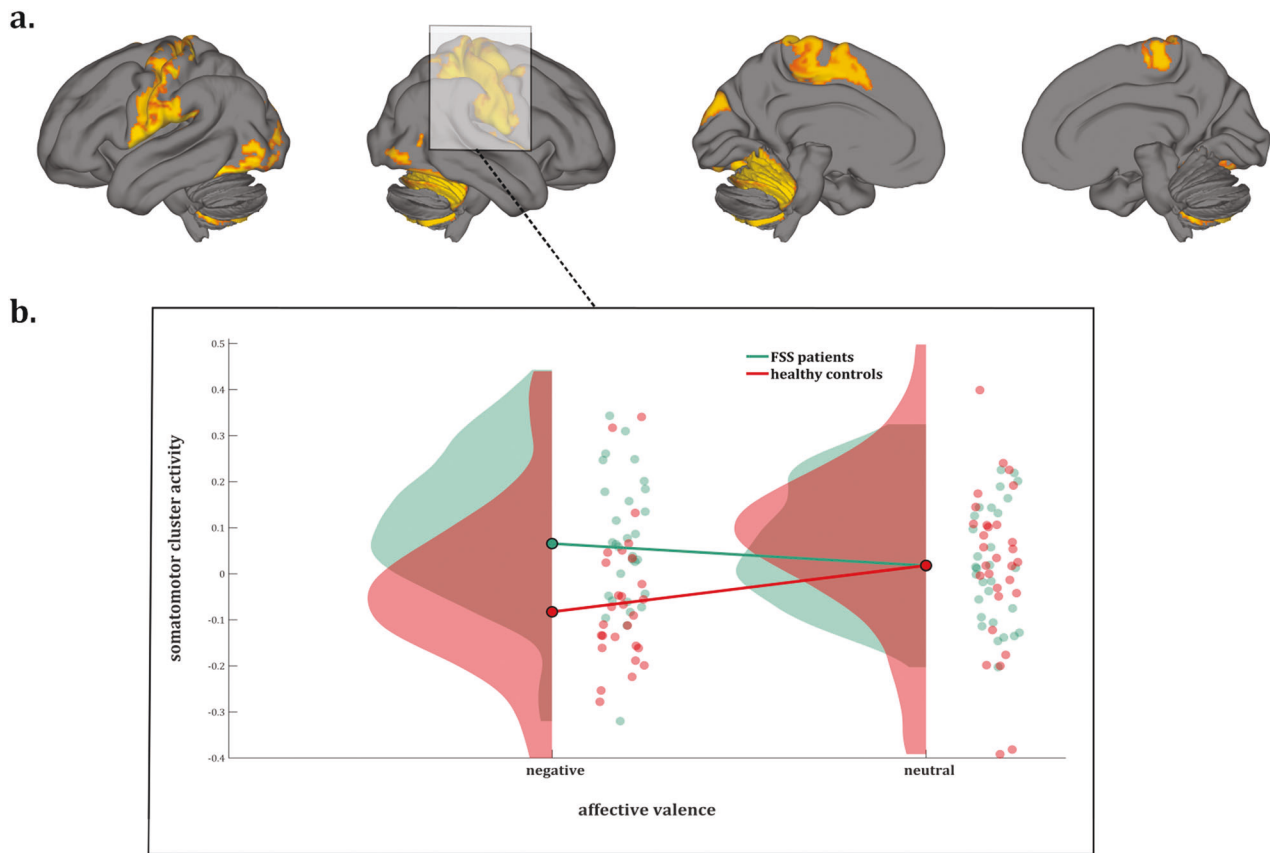 a.
b.
0.5
FSS patients
healthy controls
0.4
0.3
0.2
0.1
0
-0.1
-0.2
-0.3
-0.4
somatomotor cluster activity
negative
neutral
affective valence